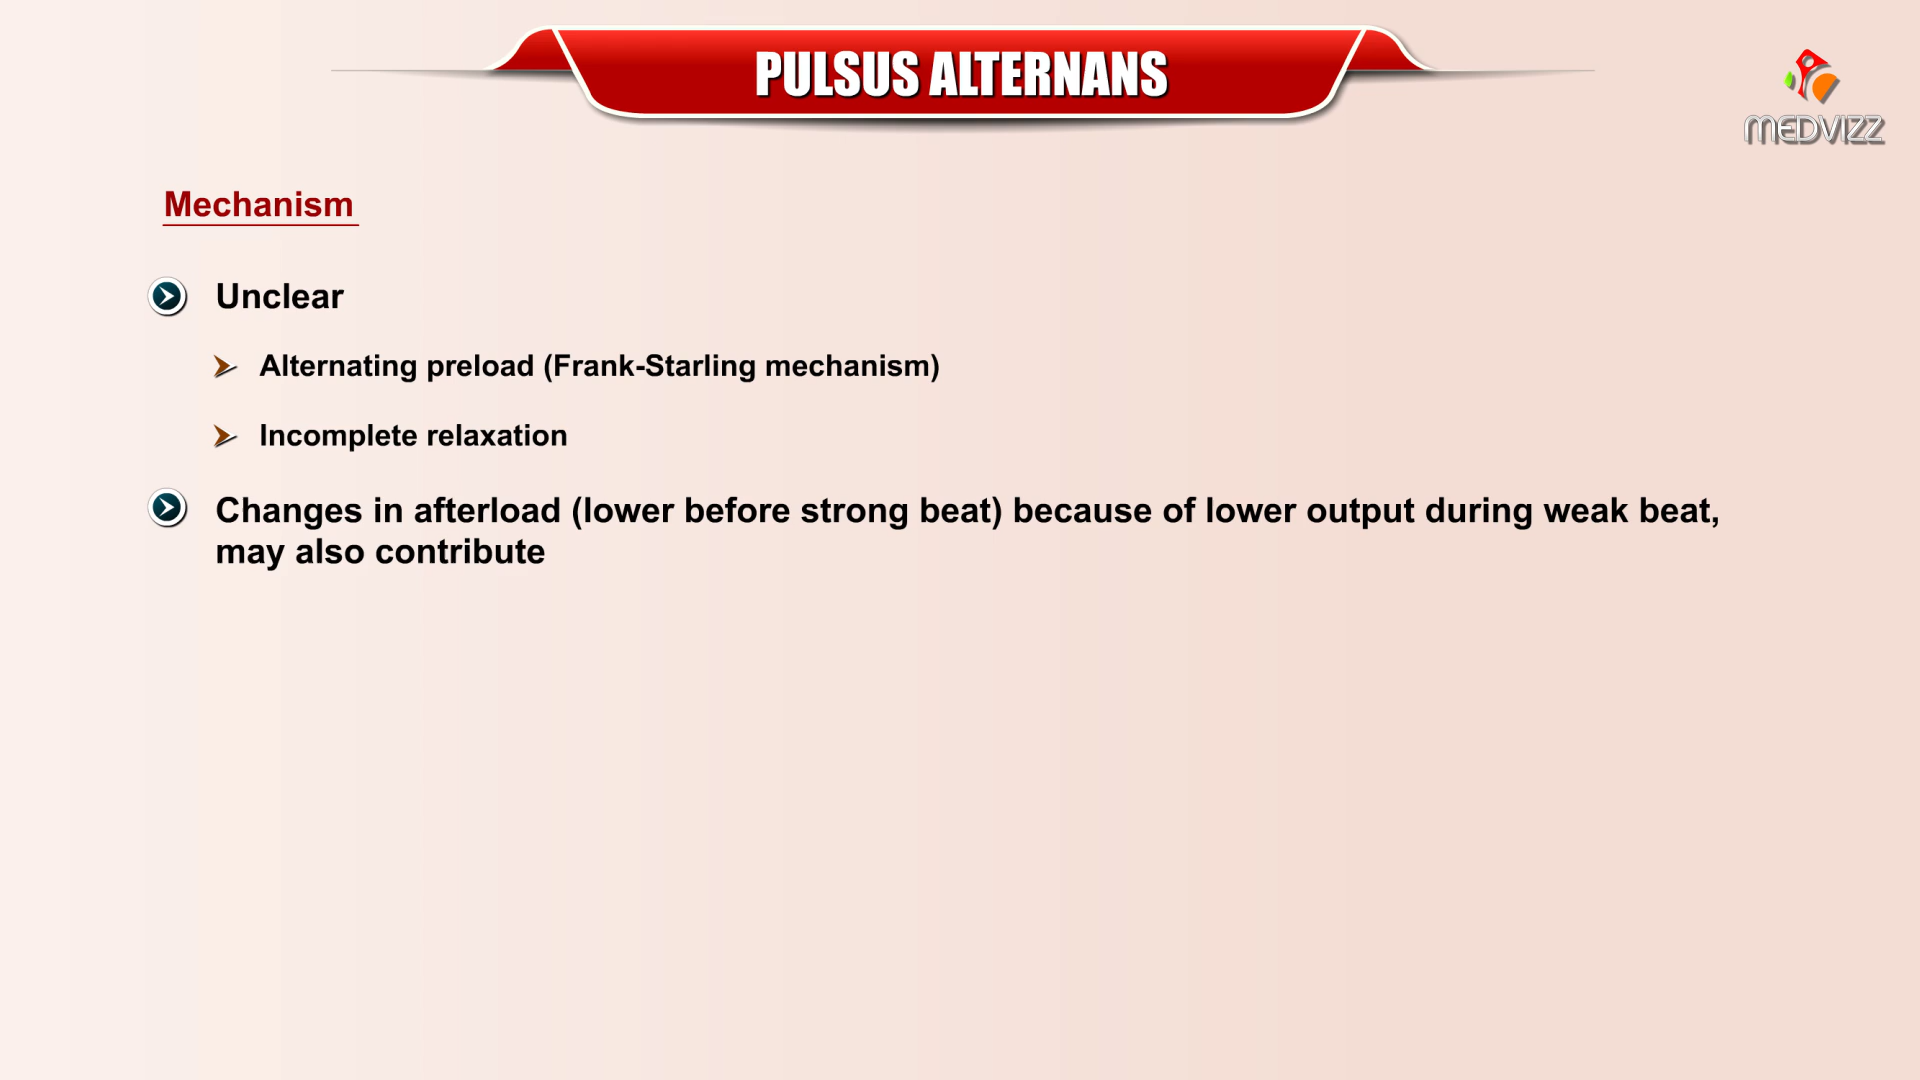 PULSUS ALTERNANS
MEDVIZZ
Mechanism
Unclear
Alternating preload (Frank-Starling mechanism)
Incomplete relaxation
Changes in afterload (lower before strong beat) because of lower output during weak beat,
may also contribute